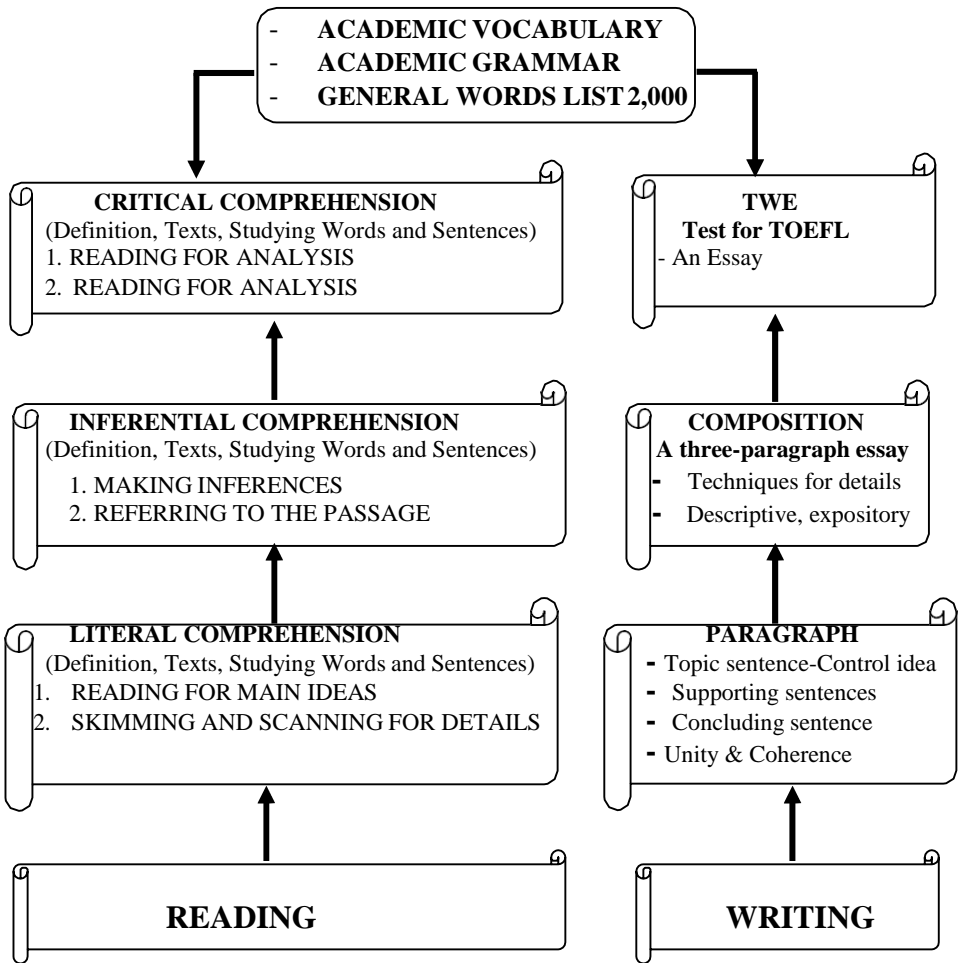 - ACADEMIC VOCABULARY
- ACADEMIC GRAMMAR
- GENERAL WORDS LIST 2,000
CRITICAL COMPREHENSION
(Definition, Texts, Studying Words and Sentences)
1. READING FOR ANALYSIS
2. READING FOR ANALYSIS
TWE
Test for TOEFL
- An Essay
INFERENTIAL COMPREHENSION
(Definition, Texts, Studying Words and Sentences)
1. MAKING INFERENCES
2. REFERRING TO THE PASSAGE
COMPOSITION
A three-paragraph essay
- Techniques for details
- Descriptive, expository
LITERAL COMPREHENSION
(Definition, Texts, Studying Words and Sentences)
1. READING FOR MAIN IDEAS
2. SKIMMING AND SCANNING FOR DETAILS
PARAGRAPH
- Topic sentence-Control idea
- Supporting sentences
- Concluding sentence
- Unity & Coherence
READING
WRITING